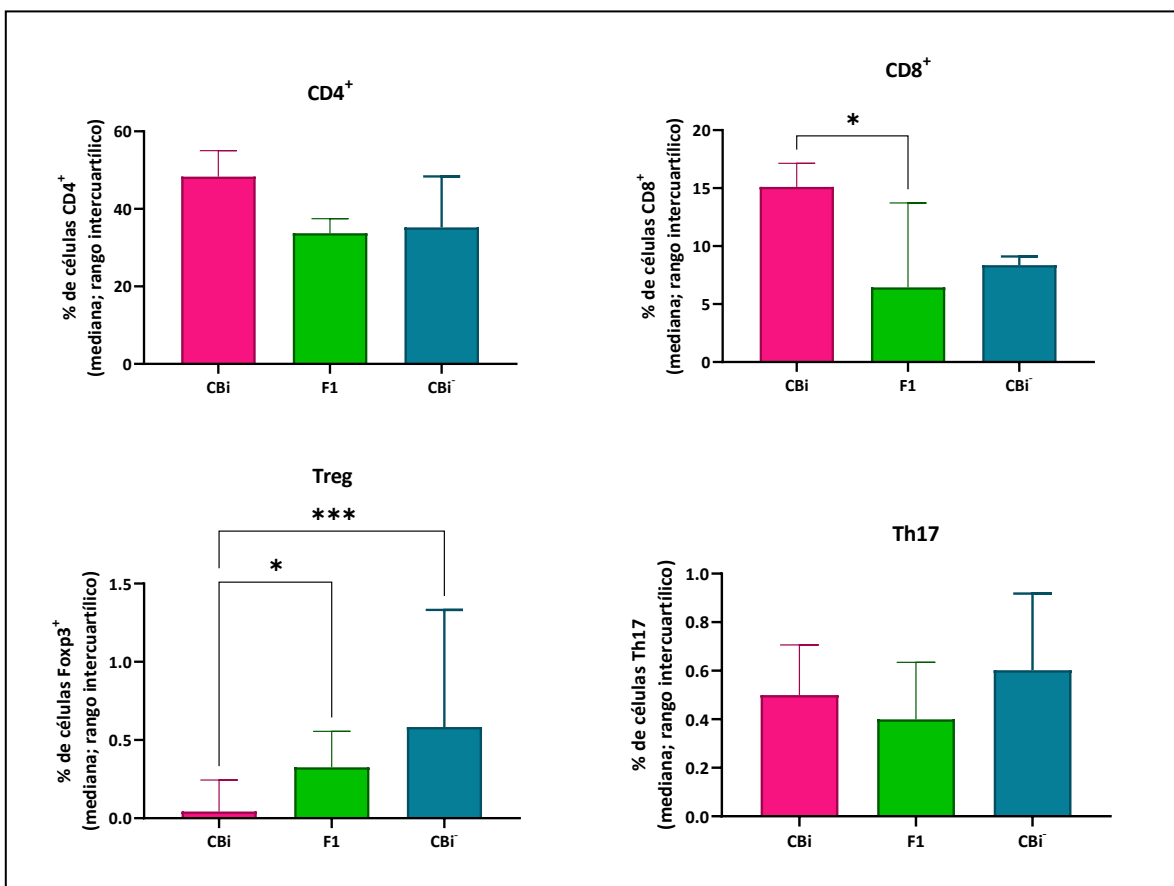 CD4⁺
% de células CD4⁺
(mediana; rango intercuartílico)
60
40
20
0
CBi F1 CBi⁻
CD8⁺
*
% de células CD8⁺
(mediana; rango intercuartílico)
20
15
10
5
0
CBi F1 CBi⁻
Treg
***
*
% de células Foxp3⁺
(mediana; rango intercuartílico)
1.5
1.0
0.5
0.0
CBi F1 CBi⁻
Th17
% de células Th17
(mediana; rango intercuartílico)
1.0
0.8
0.6
0.4
0.2
0.0
CBi F1 CBi⁻